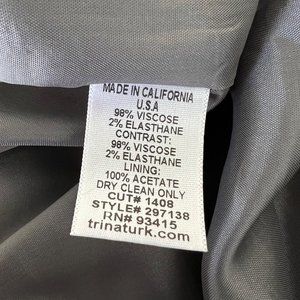 MADE IN CALIFORNIA
U.S.A
98% VISCOSE
2% ELASTHANE
CONTRAST:
98% VISCOSE
2% ELASTHANE
LINING:
100% ACETATE
DRY CLEAN ONLY
CUT# 1408
STYLE# 297138
RN# 93415
trinaturk.com